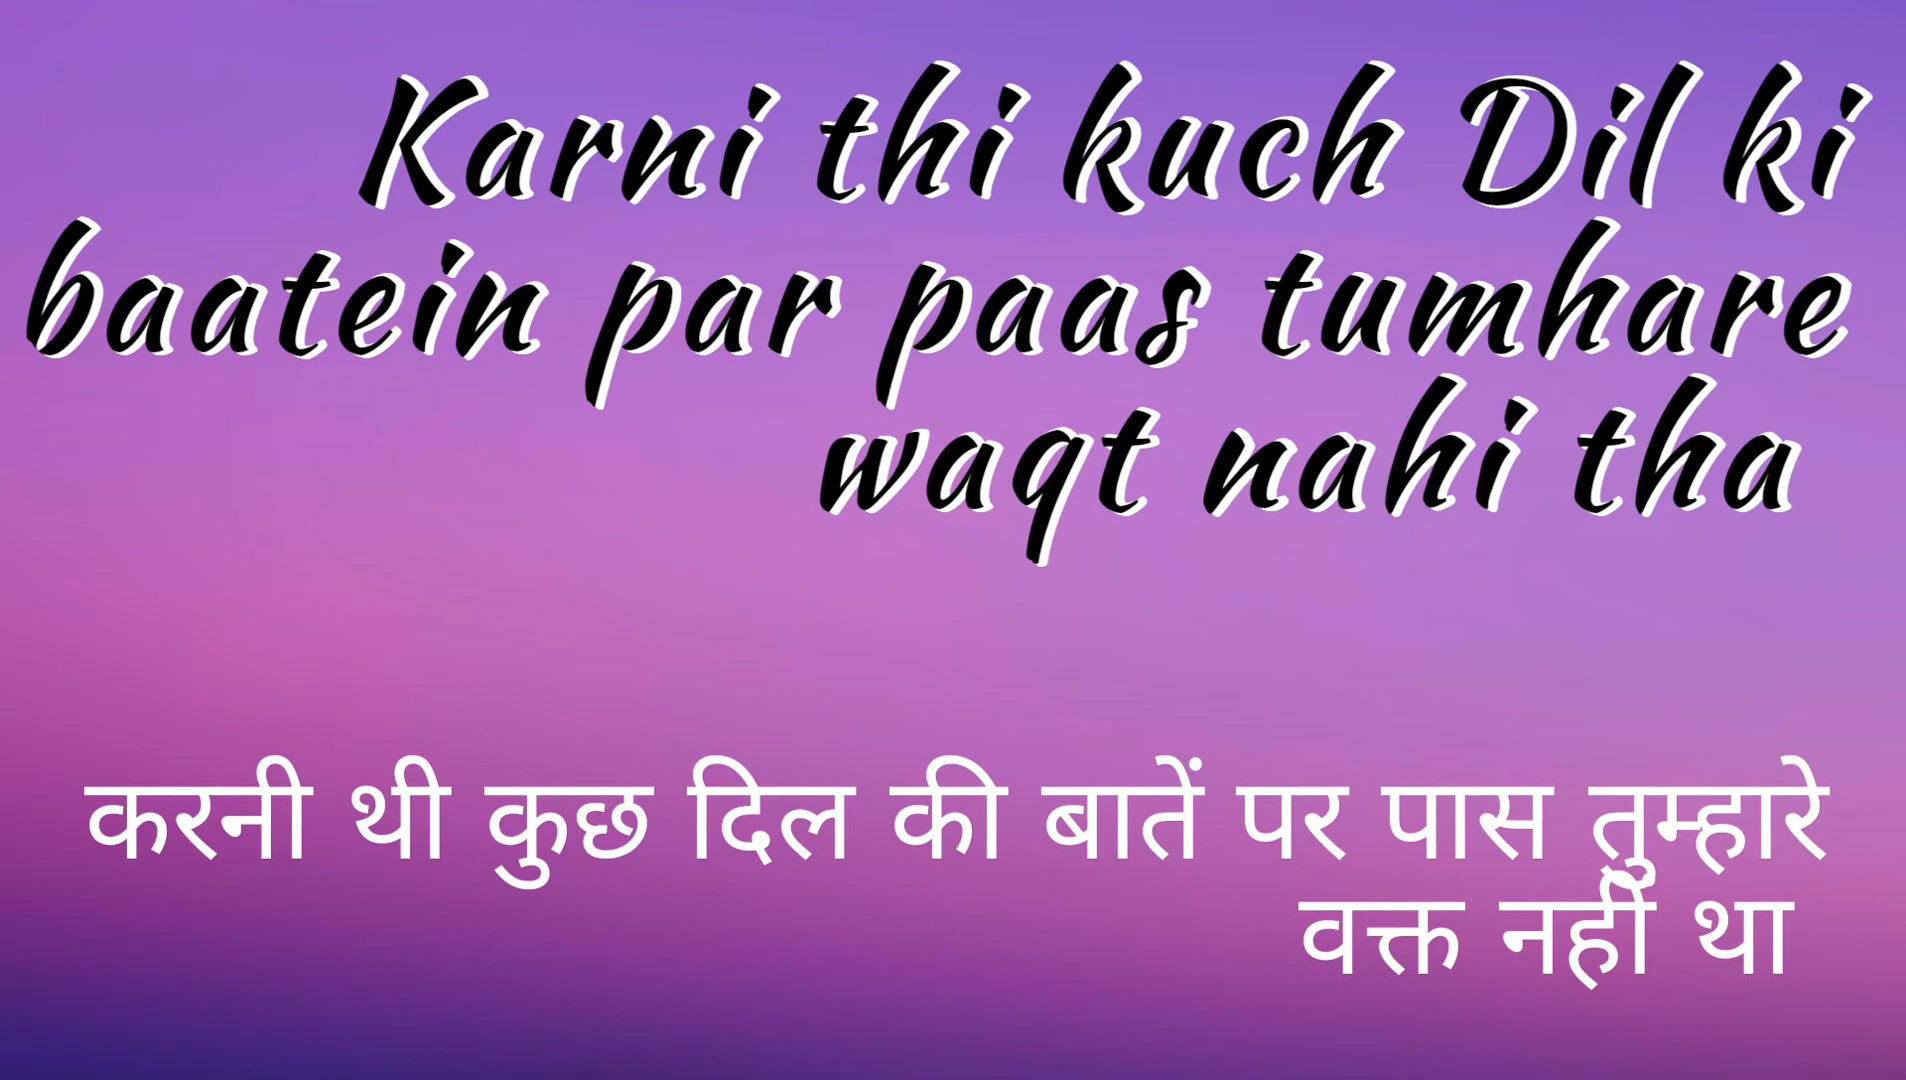 Karni thi kuch Dil ki
baatein par paas tumhare
waqt nahi tha
करनी थी कुछ दिल की बातें पर पास तुम्हारे
वक्त नहीं था